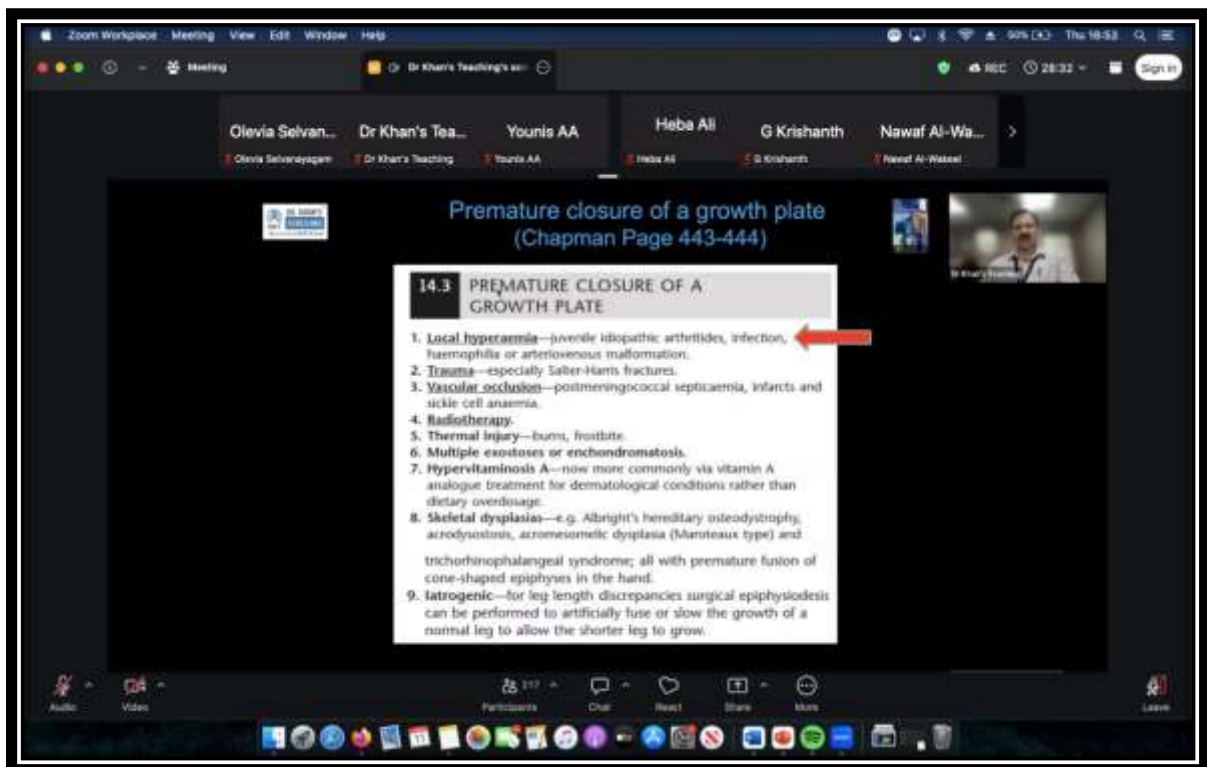 Zoom Workplace Meeting View Edit Window Help
50% Thu 18:53
Meeting
Dr Khan's Teaching's
REC 28:32 Sign in
Olevia Selvan... Dr Khan's Tea... Younis AA Heba Ali G Krishanth Nawaf Al-Wa...
Olevia Selvanayagam Dr Khan's Teaching Younis AA Heba Ali G Krishanth Nawaf Al-Wakeel
Premature closure of a growth plate
(Chapman Page 443-444)
Dr Khan's
14.3 PREMATURE CLOSURE OF A
GROWTH PLATE
1. Local hyperaemia—juvenile idiopathic arthritides, infection,
haemophilia or arteriovenous malformation.
2. Trauma—especially Salter-Harris fractures.
3. Vascular occlusion—postmeningococcal septicaemia, infarcts and
sickle cell anaemia.
4. Radiotherapy.
5. Thermal injury—burns, frostbite.
6. Multiple exostoses or enchondromatosis.
7. Hypervitaminosis A—now more commonly via vitamin A
analogue treatment for dermatological conditions rather than
dietary overdosage.
8. Skeletal dysplasias—e.g. Albright's hereditary osteodystrophy,
acrodysostosis, acromesomelic dysplasia (Maroteaux type) and
trichorhinophalangeal syndrome; all with premature fusion of
cone-shaped epiphyses in the hand.
9. Iatrogenic—for leg length discrepancies surgical epiphysiodesis
can be performed to artificially fuse or slow the growth of a
normal leg to allow the shorter leg to grow.
217
Audio Video Participants Chat React Share More Leave